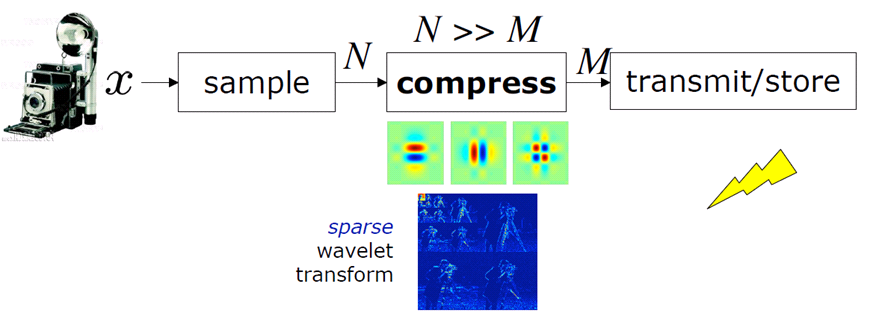 N >> M
x
sample
N
compress
M
transmit/store
sparse
wavelet
transform